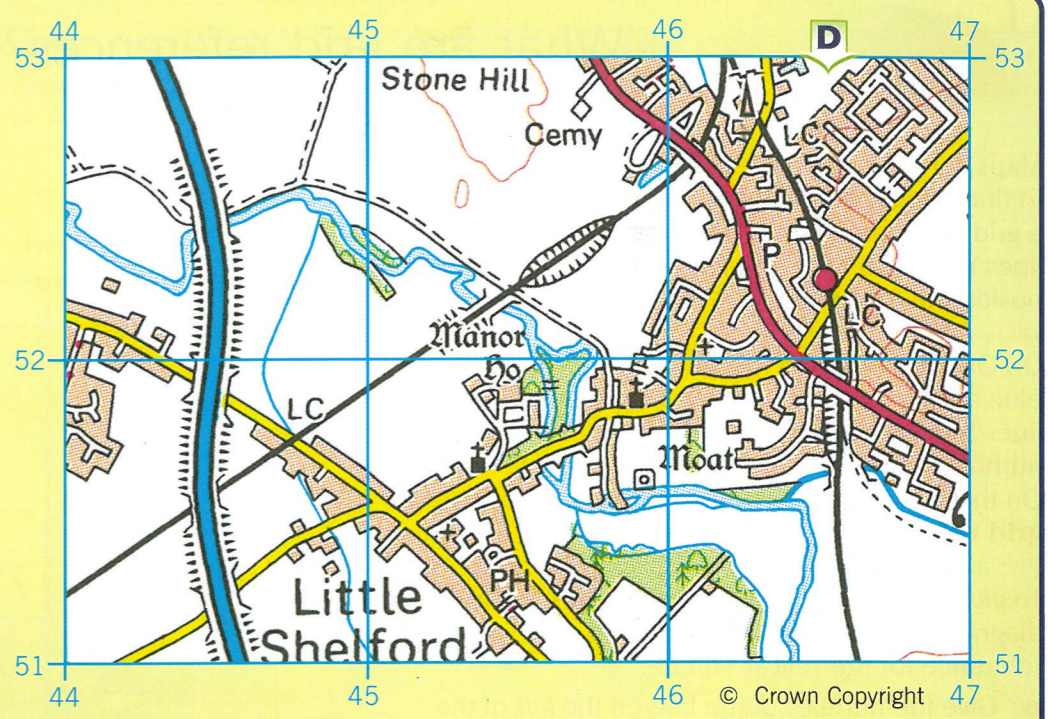 44 45 46 47
D
53 53
Stone Hill
Cemy
LC
P
LC
Manor
Ho
52 52
LC
Moat
PH
Little
Shelford
51 51
44 45 46 47
© Crown Copyright